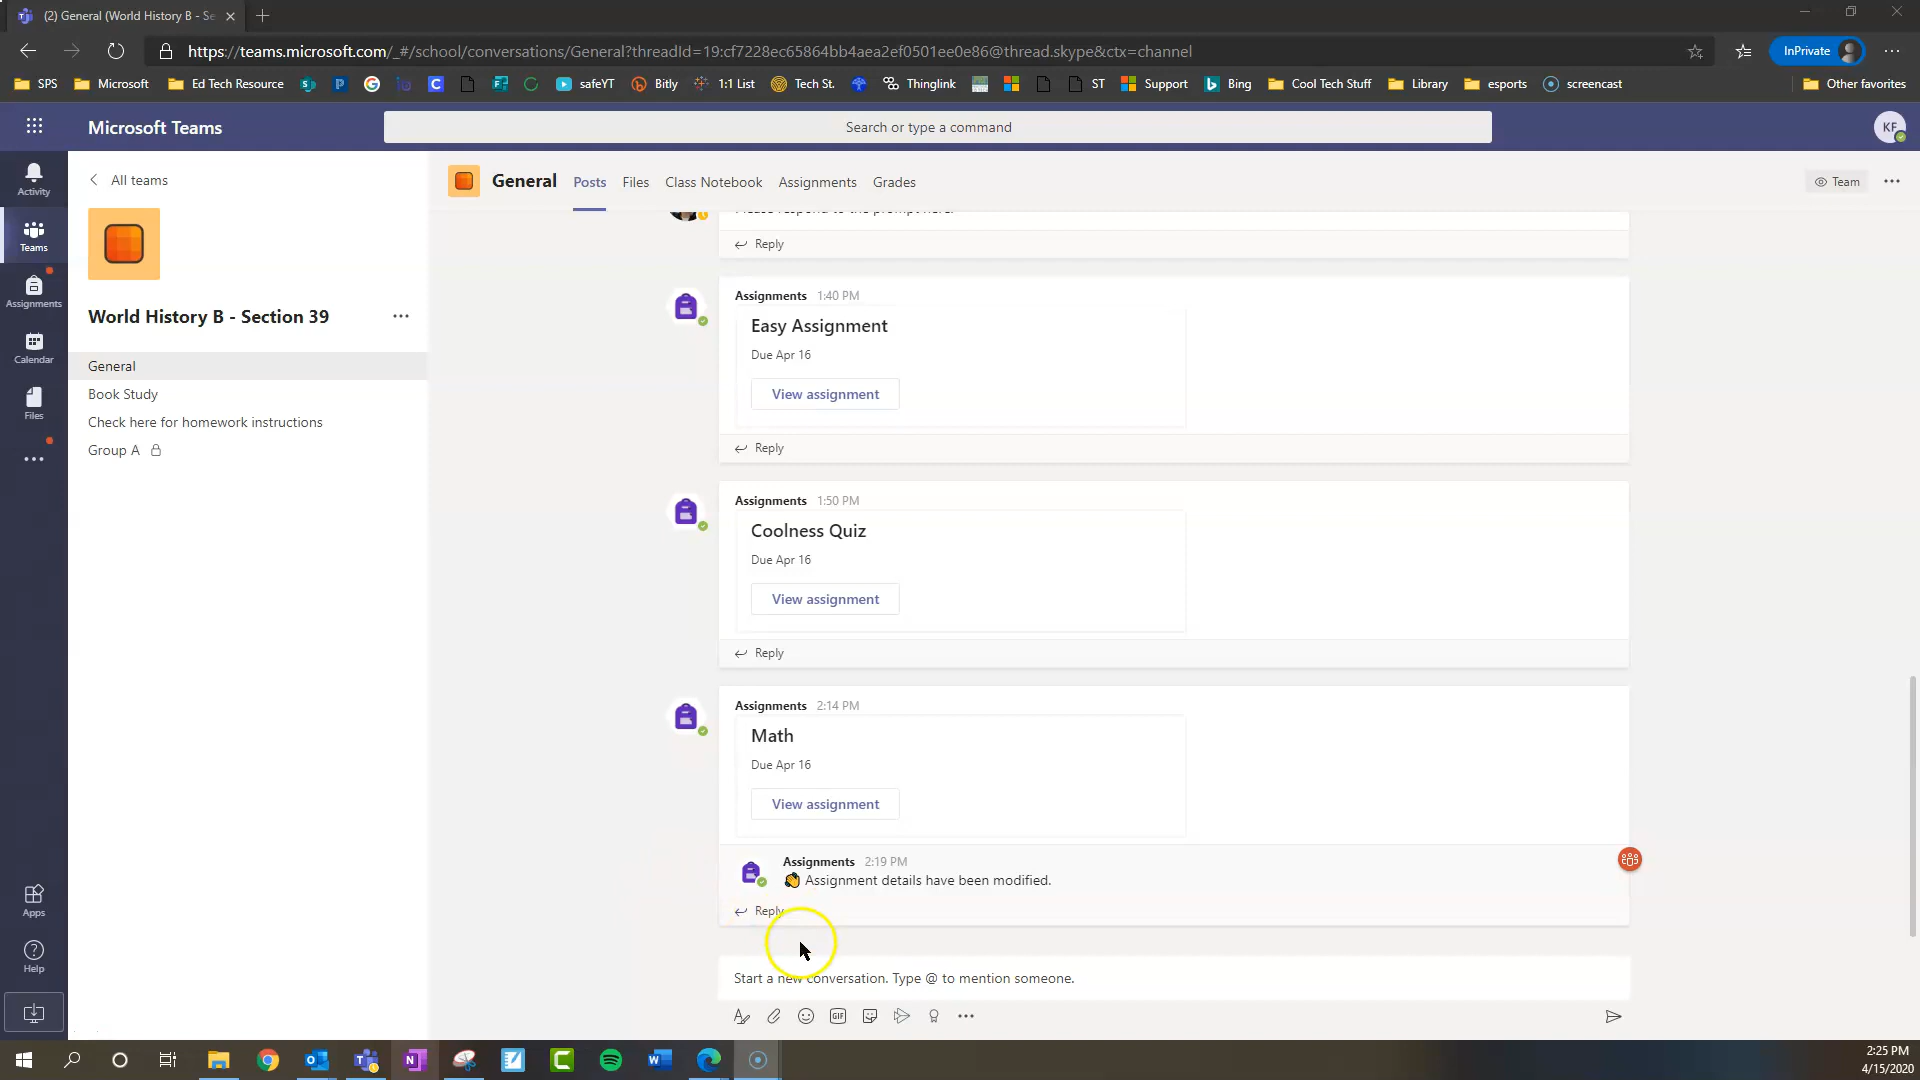 (2) General (World History B - Se
https://teams.microsoft.com/_#/school/conversations/General?threadId=19:cf7228ec65864bb4aea2ef0501ee0e86@thread.skype&ctx=channel
InPrivate
SPS Microsoft Ed Tech Resource safeYT Bitly 1:1 List Tech St. Thinglink ST Support Bing Cool Tech Stuff Library esports screencast Other favorites
Microsoft Teams
Search or type a command
KF
Activity
Teams
Assignments
Calendar
Files
Apps
Help
All teams
World History B - Section 39
General
Book Study
Check here for homework instructions
Group A
General Posts Files Class Notebook Assignments Grades
Team
Please respond to the prompt here.
Reply
Assignments 1:40 PM
Easy Assignment
Due Apr 16
View assignment
Reply
Assignments 1:50 PM
Coolness Quiz
Due Apr 16
View assignment
Reply
Assignments 2:14 PM
Math
Due Apr 16
View assignment
Assignments 2:19 PM
Assignment details have been modified.
Reply
Start a new conversation. Type @ to mention someone.
GIF
2:25 PM
4/15/2020